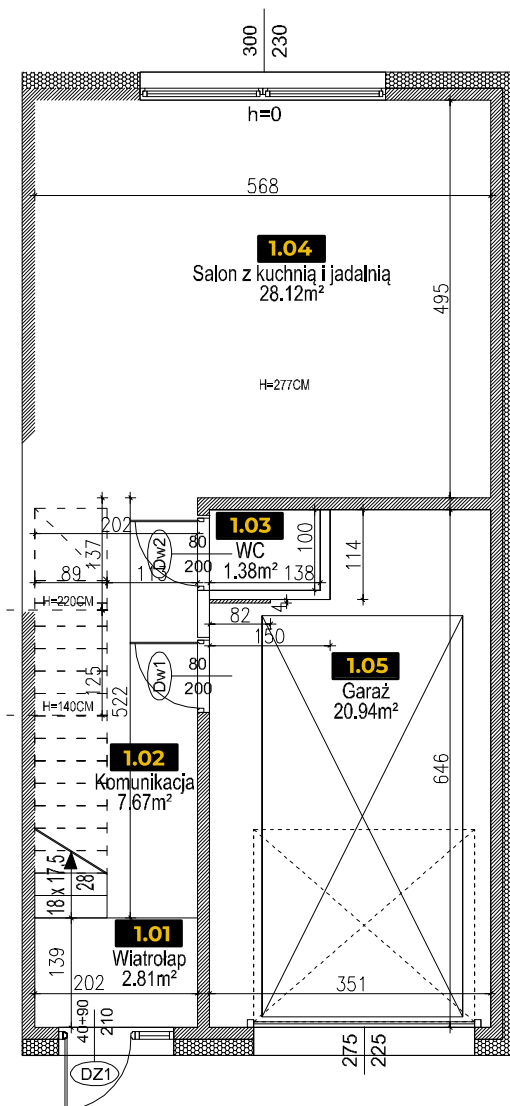 300
230
h=0
568
1.04
Salon z kuchnią i jadalnią
28.12m²
495
H=277CM
202
137
89
113
Dw2
80
200
1.03
WC
1.38m²
100
138
114
H=220CM
82
4
150
125
522
Dw1
80
200
1.05
Garaż
20.94m²
H=140CM
1.02
Komunikacja
7.67m²
646
18 x 17,5
28
1.01
Wiatrołap
2.81m²
139
202
351
40+90
210
DZ1
275
225